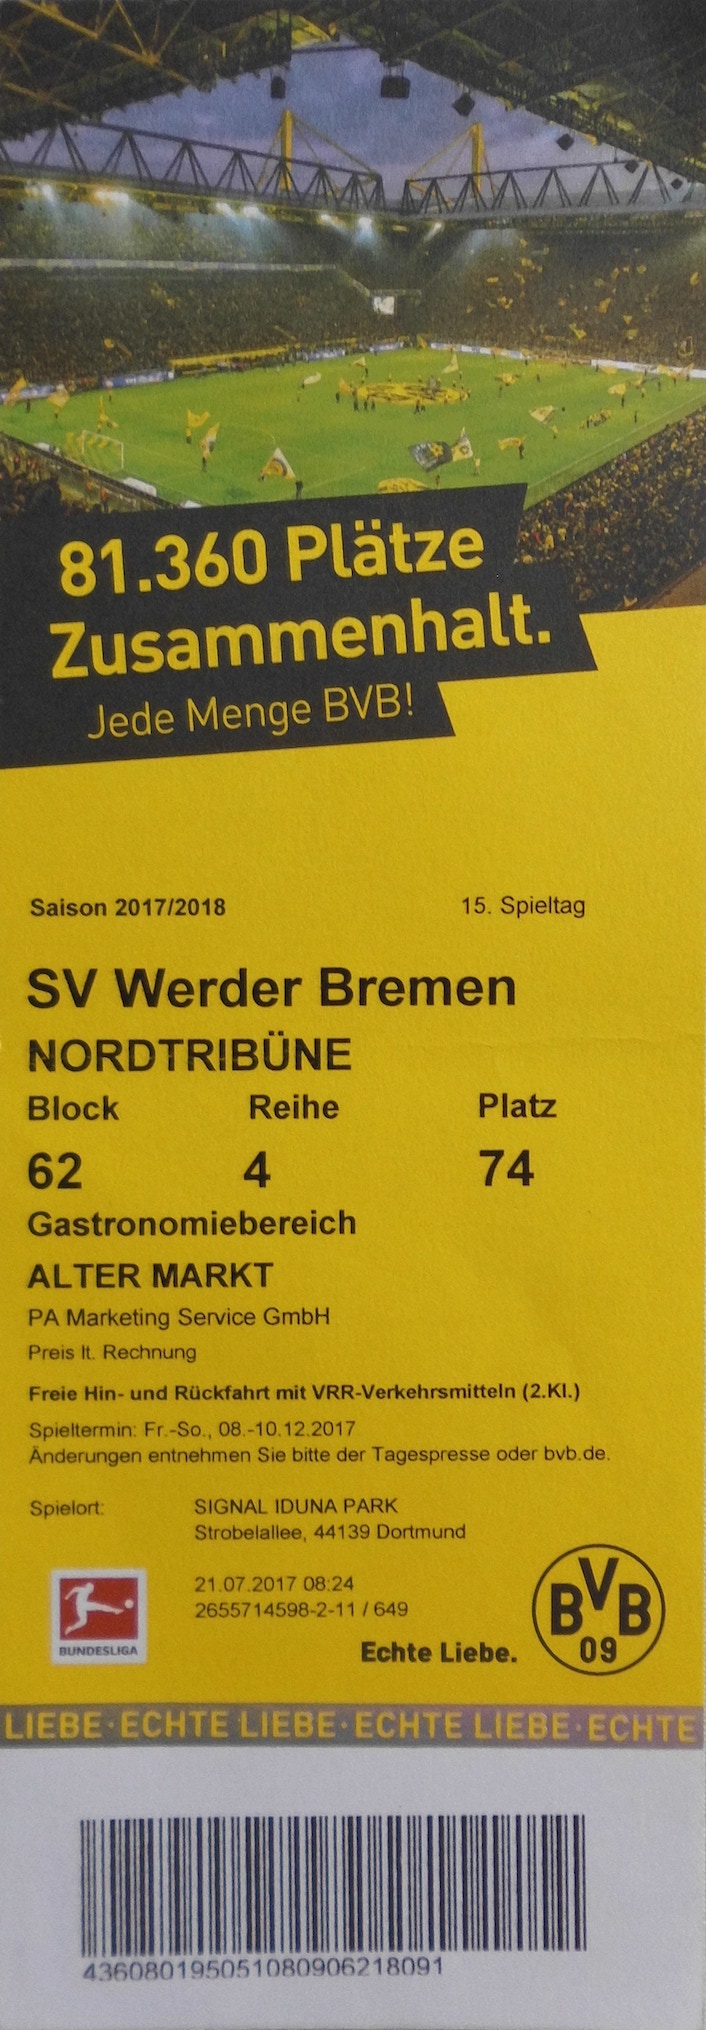 81.360 Plätze
Zusammenhalt.
Jede Menge BVB!
Saison 2017/2018 15. Spieltag
SV Werder Bremen
NORDTRIBÜNE
Block Reihe Platz
62 4 74
Gastronomiebereich
ALTER MARKT
PA Marketing Service GmbH
Preis lt. Rechnung
Freie Hin- und Rückfahrt mit VRR-Verkehrsmitteln (2.Kl.)
Spieltermin: Fr.-So., 08.-10.12.2017
Änderungen entnehmen Sie bitte der Tagespresse oder bvb.de.
Spielort: SIGNAL IDUNA PARK
Strobelallee, 44139 Dortmund
21.07.2017 08:24
2655714598-2-11 / 649
BUNDESLIGA
Echte Liebe.
BVB
09
LIEBE · ECHTE LIEBE · ECHTE LIEBE · ECHTE
436080195051080906218091